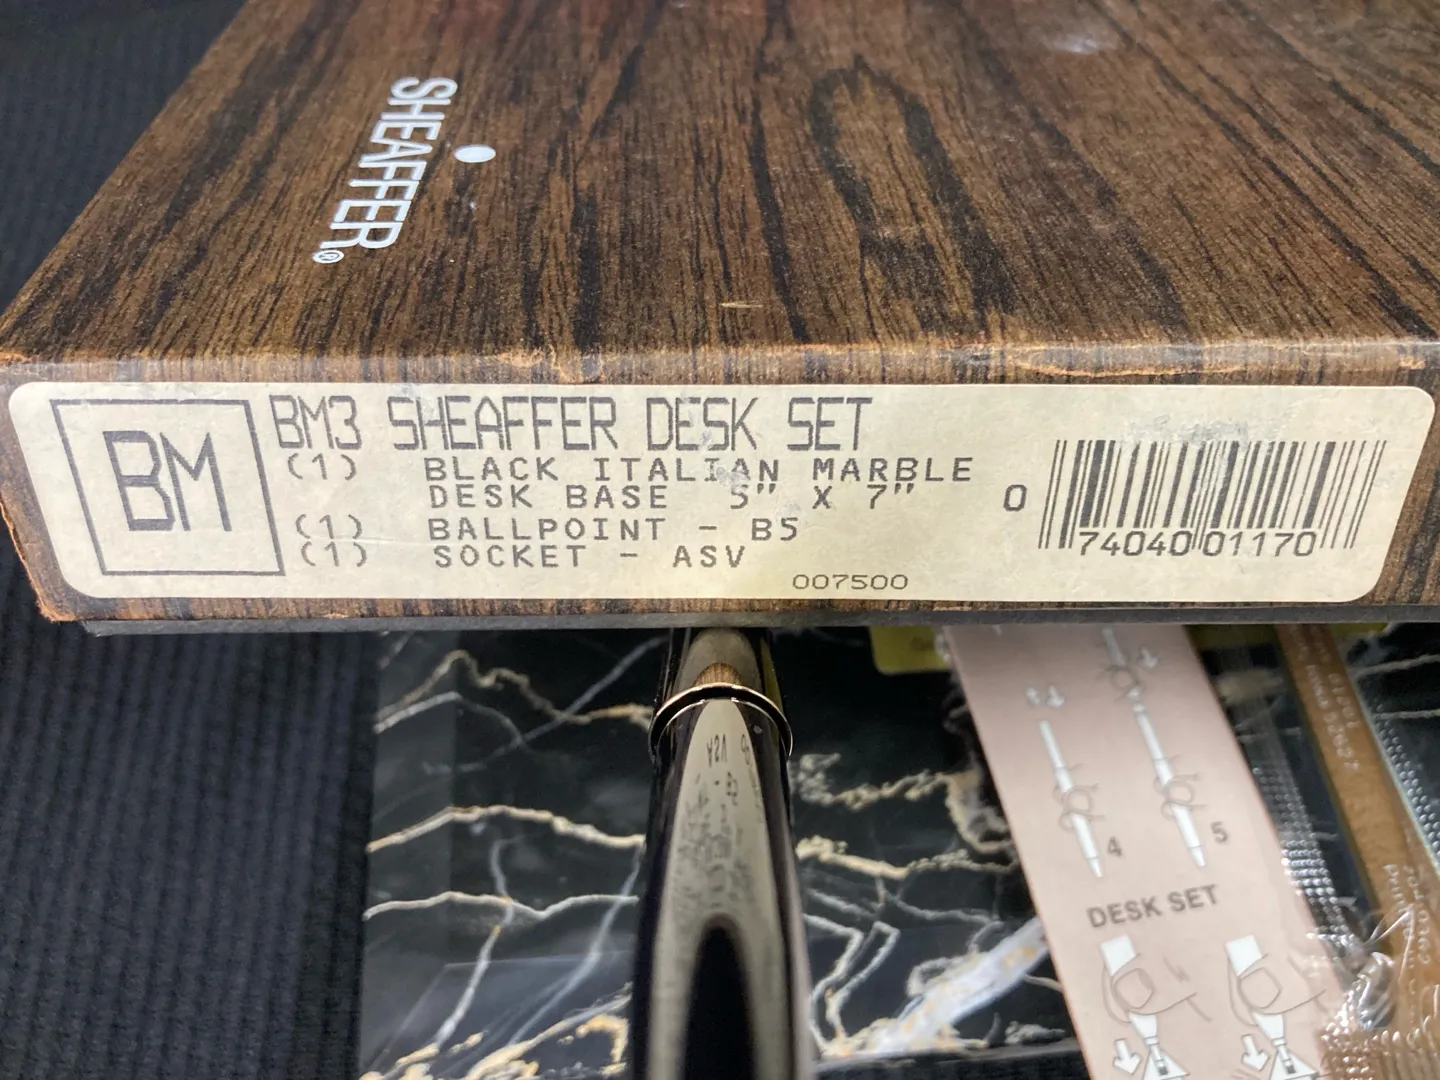 SHEAFFER®
BM
BM3 SHEAFFER DESK SET
(1) BLACK ITALIAN MARBLE
DESK BASE 5" X 7"
(1) BALLPOINT - B5
(1) SOCKET - ASV
007500
0 74040 01170
4
5
DESK SET